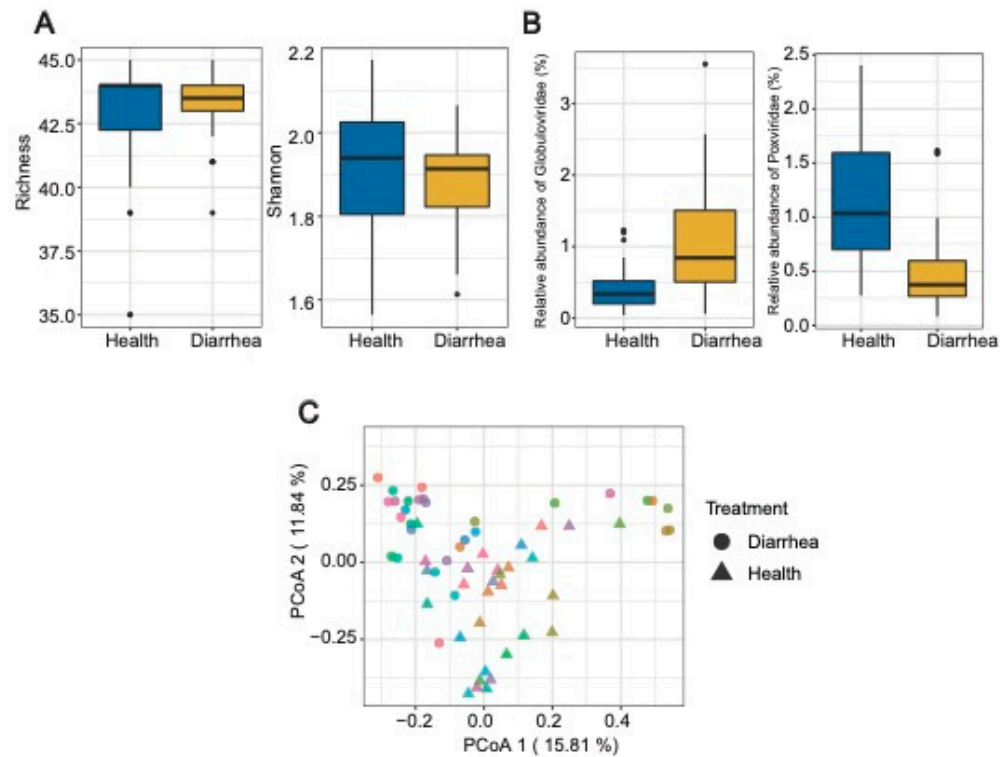 A
Richness
45.0
42.5
40.0
37.5
35.0
Health Diarrhea
Shannon
2.2
2.0
1.8
1.6
Health Diarrhea
B
Relative abundance of Globuloviridae (%)
3
2
1
0
Health Diarrhea
Relative abundance of Poxviridae (%)
2.5
2.0
1.5
1.0
0.5
0.0
Health Diarrhea
C
PCoA 2 ( 11.84 %)
0.25
0.00
−0.25
−0.2 0.0 0.2 0.4
PCoA 1 ( 15.81 %)
Treatment
Diarrhea
Health